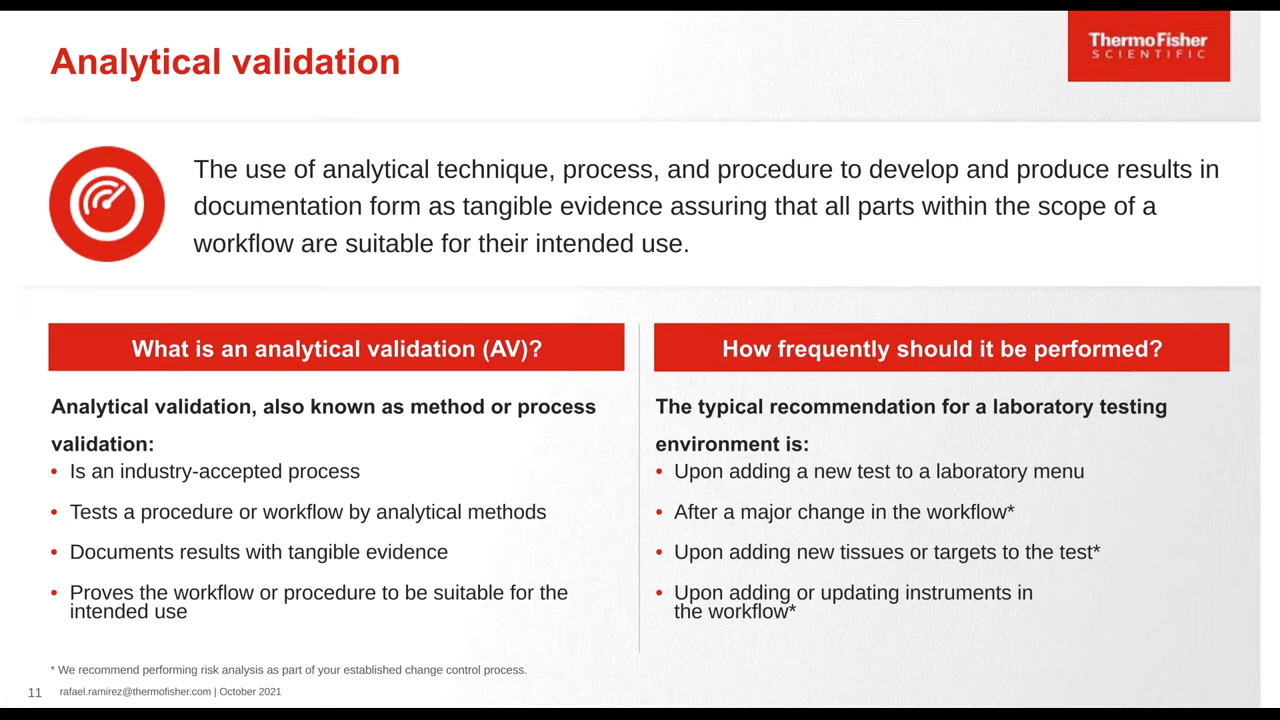 Analytical validation
ThermoFisher
SCIENTIFIC
The use of analytical technique, process, and procedure to develop and produce results in
documentation form as tangible evidence assuring that all parts within the scope of a
workflow are suitable for their intended use.
What is an analytical validation (AV)?
Analytical validation, also known as method or process
validation:
• Is an industry-accepted process
• Tests a procedure or workflow by analytical methods
• Documents results with tangible evidence
• Proves the workflow or procedure to be suitable for the
intended use
How frequently should it be performed?
The typical recommendation for a laboratory testing
environment is:
• Upon adding a new test to a laboratory menu
• After a major change in the workflow*
• Upon adding new tissues or targets to the test*
• Upon adding or updating instruments in
the workflow*
* We recommend performing risk analysis as part of your established change control process.
11 rafael.ramirez@thermofisher.com | October 2021